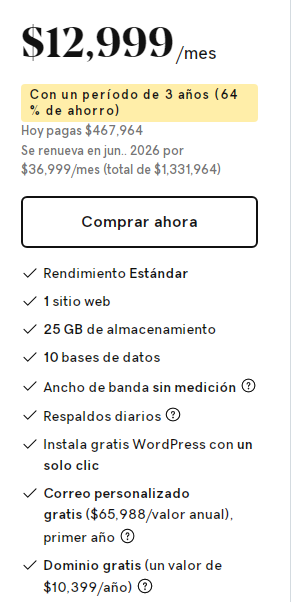 $12,999/mes
Con un período de 3 años (64
% de ahorro)
Hoy pagas $467,964
Se renueva en jun.. 2026 por
$36,999/mes (total de $1,331,964)
Comprar ahora
Rendimiento Estándar
1 sitio web
25 GB de almacenamiento
10 bases de datos
Ancho de banda sin medición ?
Respaldos diarios ?
Instala gratis WordPress con un
solo clic
Correo personalizado
gratis ($65,988/valor anual),
primer año ?
Dominio gratis (un valor de
$10,399/año) ?